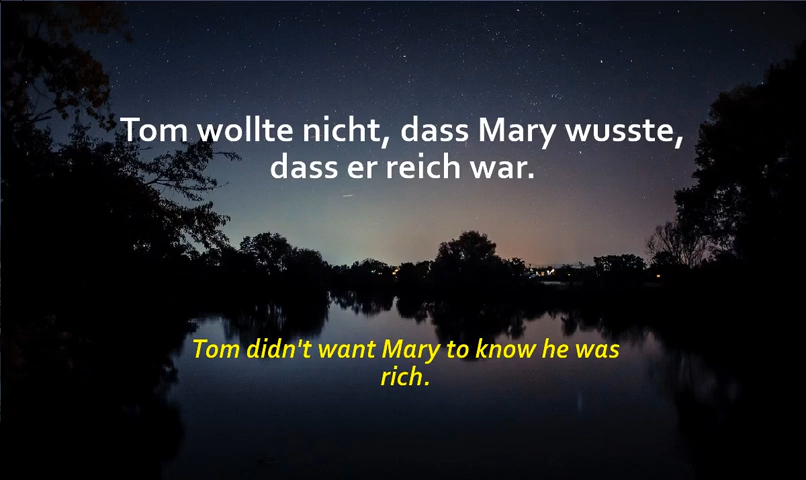 Tom wollte nicht, dass Mary wusste,
dass er reich war.
Tom didn't want Mary to know he was
rich.